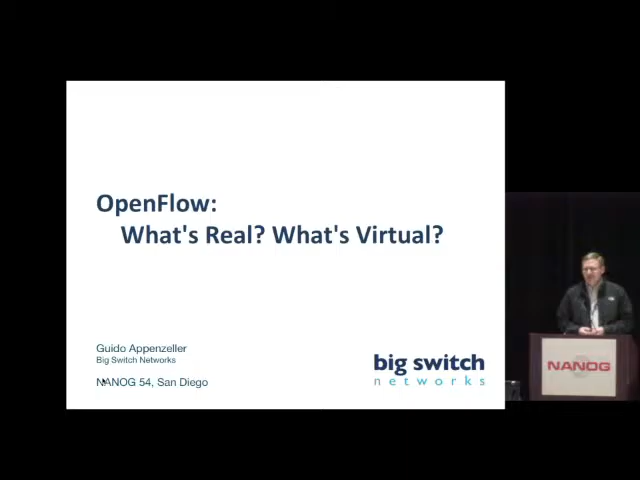 OpenFlow:
What's Real? What's Virtual?
Guido Appenzeller
Big Switch Networks
NANOG 54, San Diego
big switch
networks
NANOG